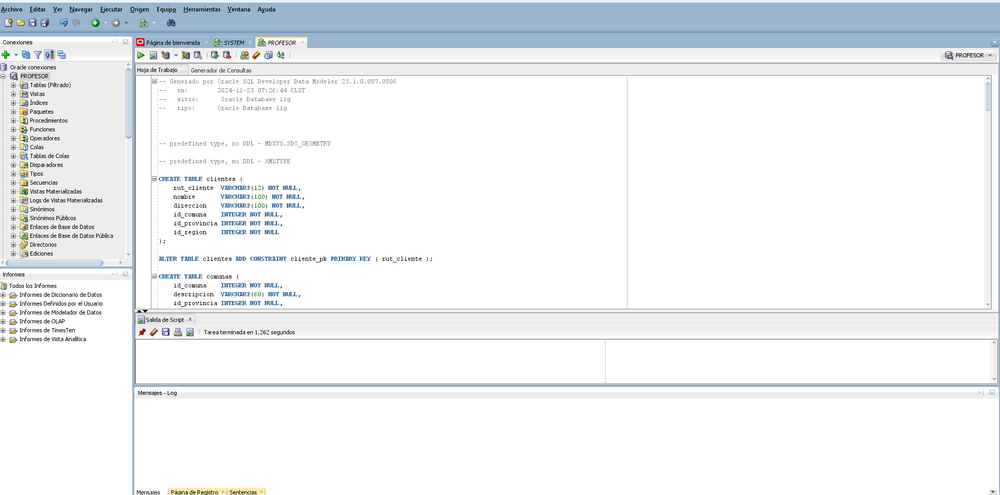 Archivo Editar Ver Navegar Ejecutar Origen Equipo Herramientas Ventana Ayuda
Conexiones
Página de bienvenida SYSTEM PROFESOR
PROFESOR
Oracle conexiones
PROFESOR
Tablas (Filtrado)
Vistas
Índices
Paquetes
Procedimientos
Funciones
Operadores
Colas
Tablas de Colas
Disparadores
Tipos
Secuencias
Vistas Materializadas
Logs de Vistas Materializadas
Sinónimos
Sinónimos Públicos
Enlaces de Base de Datos
Enlaces de Base de Datos Pública
Directorios
Ediciones
Informes
Todos los Informes
Informes de Diccionario de Datos
Informes Definidos por el Usuario
Informes de Modelador de Datos
Informes de OLAP
Informes de TimesTen
Informes de Vista Analítica
Hoja de Trabajo Generador de Consultas
-- Generado por Oracle SQL Developer Data Modeler 23.1.0.087.0806
-- en: 2024-11-23 07:26:44 CLST
-- sitio: Oracle Database 11g
-- tipo: Oracle Database 11g
-- predefined type, no DDL - MDSYS.SDO_GEOMETRY
-- predefined type, no DDL - XMLTYPE
CREATE TABLE clientes (
rut_cliente VARCHAR2(12) NOT NULL,
nombre VARCHAR2(100) NOT NULL,
direccion VARCHAR2(100) NOT NULL,
id_comuna INTEGER NOT NULL,
id_provincia INTEGER NOT NULL,
id_region INTEGER NOT NULL
);
ALTER TABLE clientes ADD CONSTRAINT cliente_pk PRIMARY KEY ( rut_cliente );
CREATE TABLE comunas (
id_comuna INTEGER NOT NULL,
descripcion VARCHAR2(60) NOT NULL,
id_provincia INTEGER NOT NULL,
Salida de Script
Tarea terminada en 1,262 segundos
Mensajes - Log
Mensajes Página de Registro Sentencias